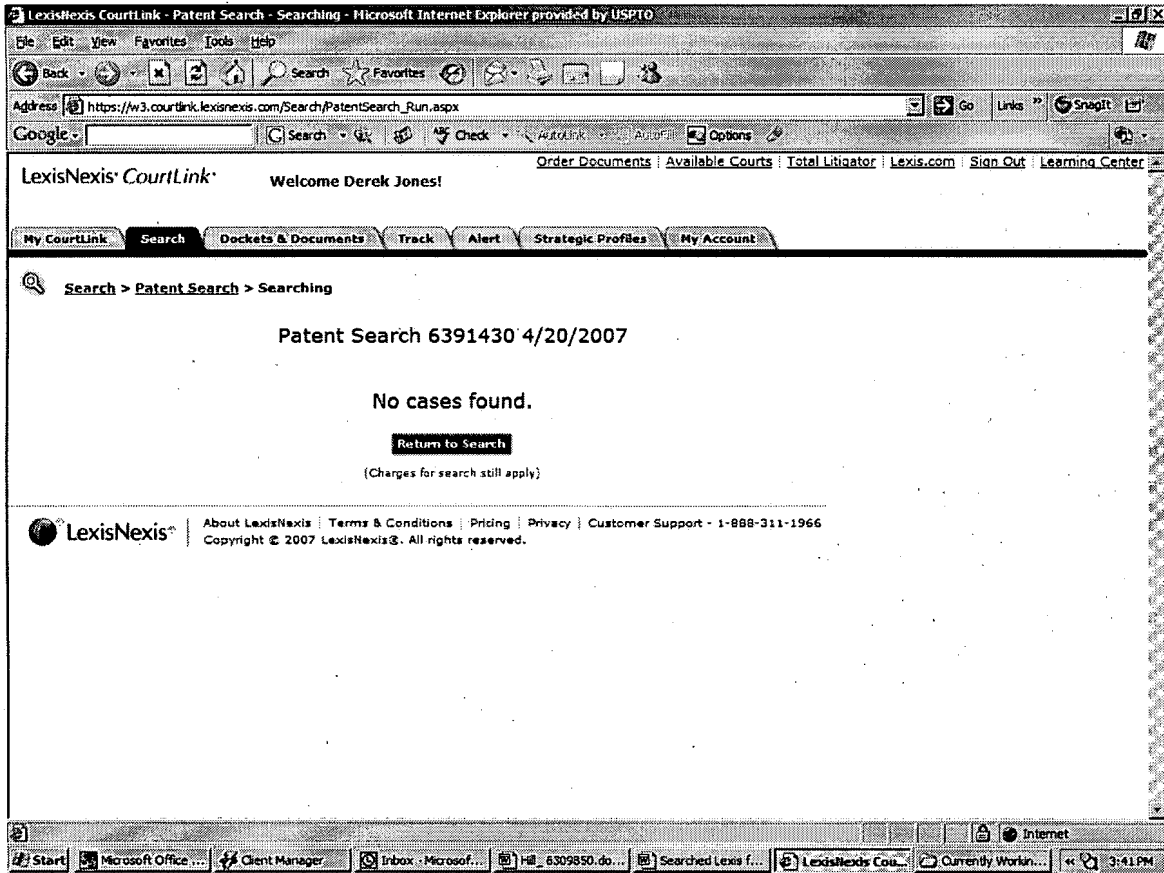 LexisNexis CourtLink - Patent Search - Searching - Microsoft Internet Explorer provided by USPTO
File Edit View Favorites Tools Help
Back Search Favorites
Address https://w3.courtlink.lexisnexis.com/Search/PatentSearch_Run.aspx Go Links » SnagIt
Google Search Check AutoLink AutoFill Options
Order Documents | Available Courts | Total Litigator | Lexis.com | Sign Out | Learning Center
LexisNexis CourtLink Welcome Derek Jones!
My CourtLink Search Dockets & Documents Track Alert Strategic Profiles My Account
Search > Patent Search > Searching
Patent Search 6391430 4/20/2007
No cases found.
Return to Search
(Charges for search still apply)
LexisNexis® About LexisNexis | Terms & Conditions | Pricing | Privacy | Customer Support - 1-888-311-1966
Copyright © 2007 LexisNexis®. All rights reserved.
Internet
Start Microsoft Office ... Client Manager Inbox - Microsof... Hill_ 6309850.do... Searched Lexis f... LexisNexis Cou... Currently Workin... « 3:41 PM